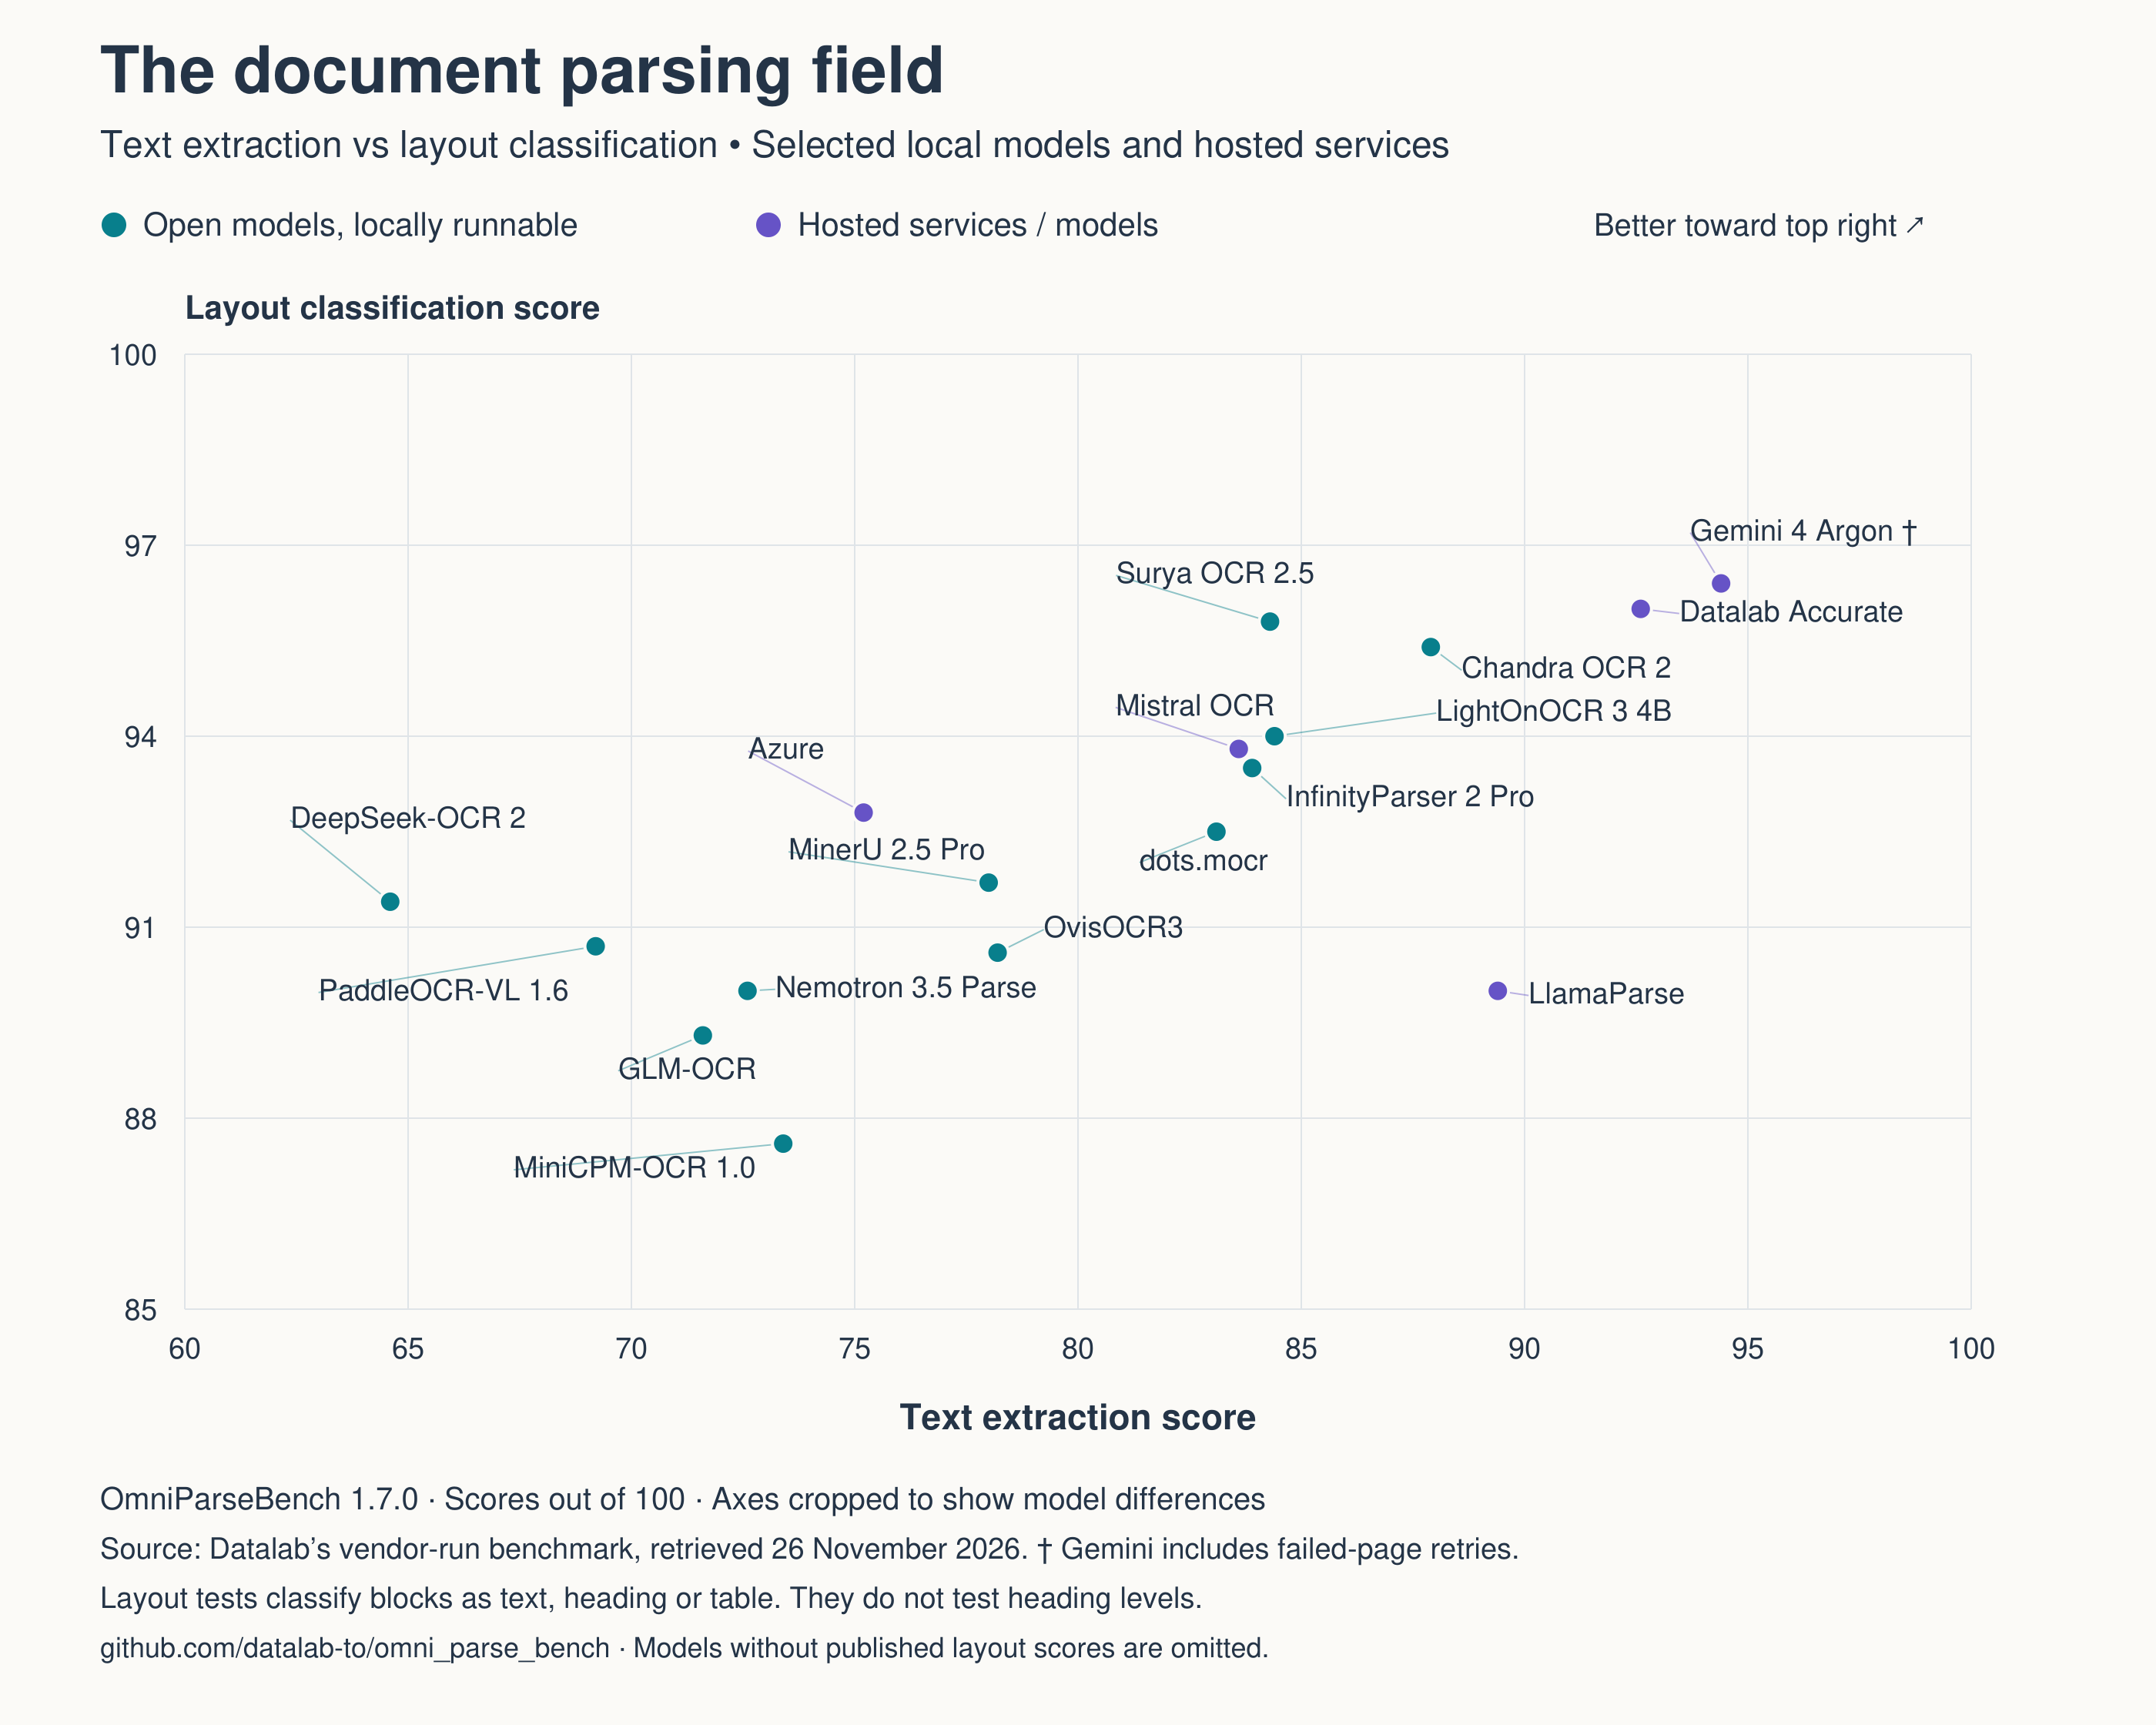 The document parsing field
Text extraction vs layout classification • Selected local models and hosted services
Open models, locally runnable
Hosted services / models
Better toward top right ↗
Layout classification score
100
97
94
91
88
85
Gemini 4 Argon †
Surya OCR 2.5
Datalab Accurate
Chandra OCR 2
Mistral OCR
LightOnOCR 3 4B
Azure
InfinityParser 2 Pro
DeepSeek-OCR 2
MinerU 2.5 Pro
dots.mocr
OvisOCR3
PaddleOCR-VL 1.6
Nemotron 3.5 Parse
LlamaParse
GLM-OCR
MiniCPM-OCR 1.0
60 65 70 75 80 85 90 95 100
Text extraction score
OmniParseBench 1.7.0 · Scores out of 100 · Axes cropped to show model differences
Source: Datalab’s vendor-run benchmark, retrieved 26 November 2026. † Gemini includes failed-page retries.
Layout tests classify blocks as text, heading or table. They do not test heading levels.
github.com/datalab-to/omni_parse_bench · Models without published layout scores are omitted.